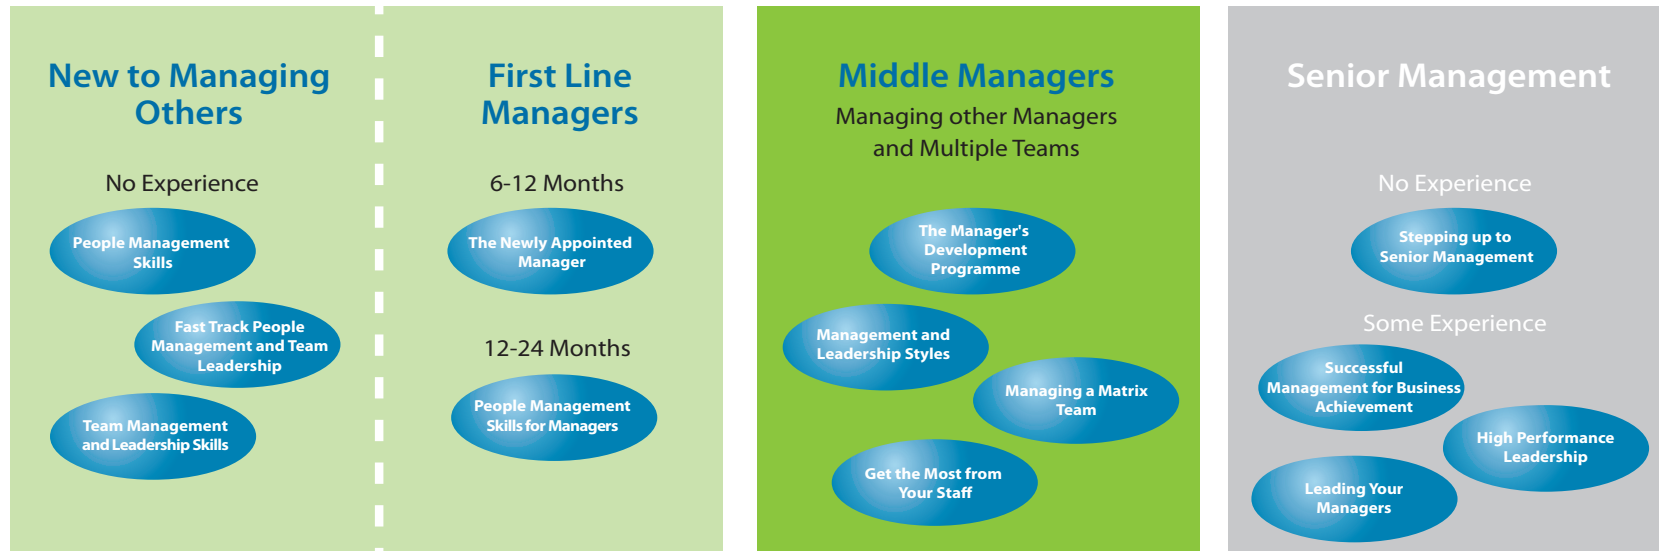 New to Managing
Others
No Experience
People Management
Skills
Fast Track People
Management and Team
Leadership
Team Management
and Leadership Skills
First Line
Managers
6-12 Months
The Newly Appointed
Manager
12-24 Months
People Management
Skills for Managers
Middle Managers
Managing other Managers
and Multiple Teams
The Manager's
Development
Programme
Management and
Leadership Styles
Managing a Matrix
Team
Get the Most from
Your Staff
Senior Management
No Experience
Stepping up to
Senior Management
Some Experience
Successful
Management for Business
Achievement
High Performance
Leadership
Leading Your
Managers